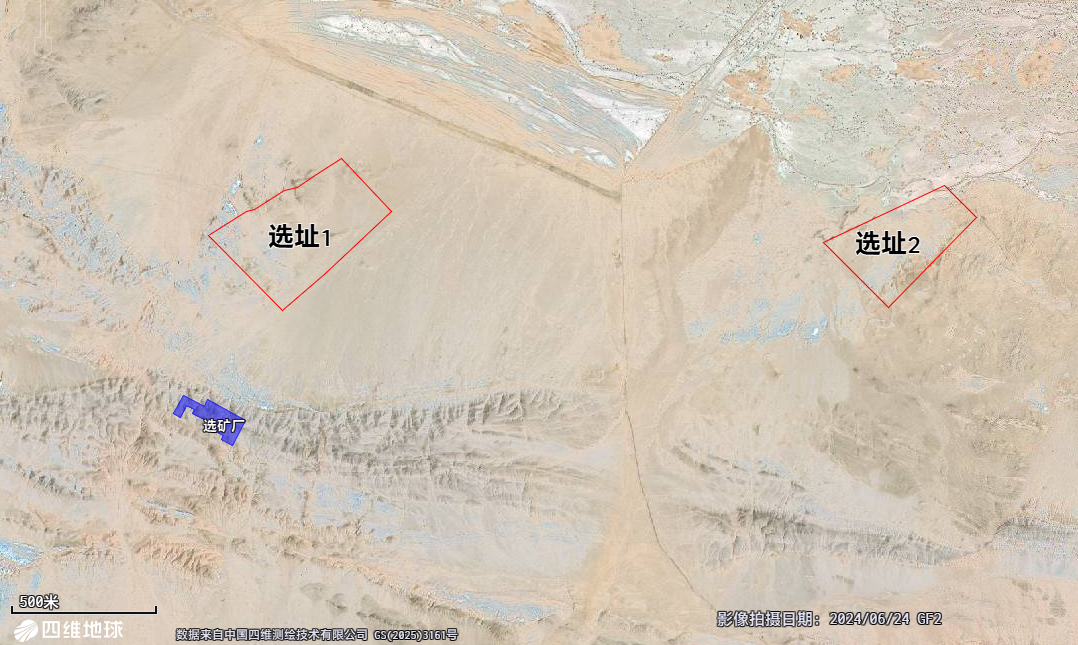 选址1
选址2
选矿厂
500米
四维地球
数据来自中国四维测绘技术有限公司 GS(2025)3161号
影像拍摄日期: 2024/06/24 GF2